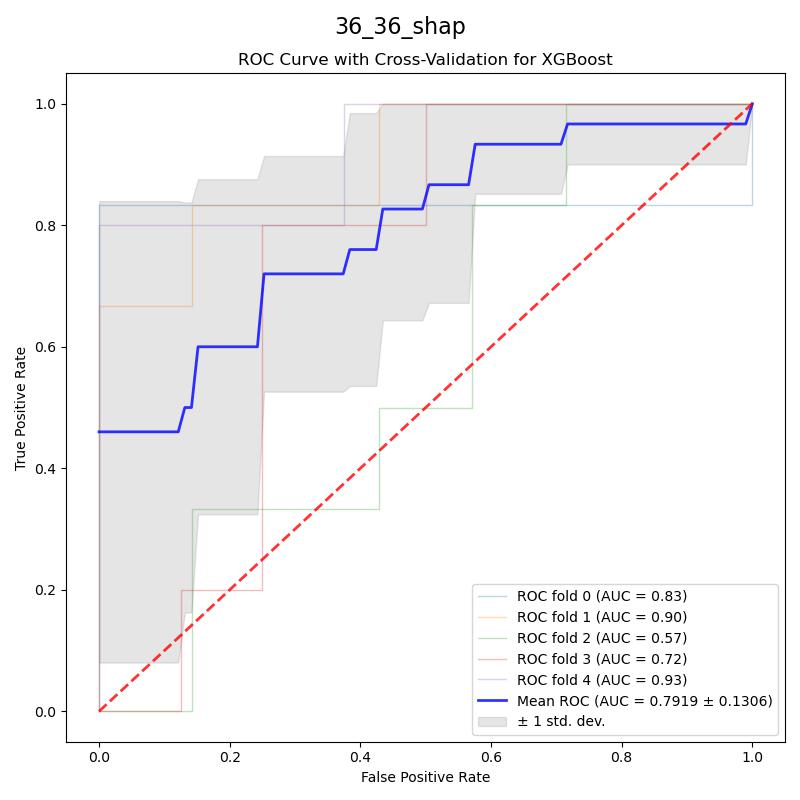 36_36_shap
ROC Curve with Cross-Validation for XGBoost
1.0
0.8
0.6
0.4
0.2
0.0
True Positive Rate
0.0 0.2 0.4 0.6 0.8 1.0
False Positive Rate
ROC fold 0 (AUC = 0.83)
ROC fold 1 (AUC = 0.90)
ROC fold 2 (AUC = 0.57)
ROC fold 3 (AUC = 0.72)
ROC fold 4 (AUC = 0.93)
Mean ROC (AUC = 0.7919 ± 0.1306)
± 1 std. dev.